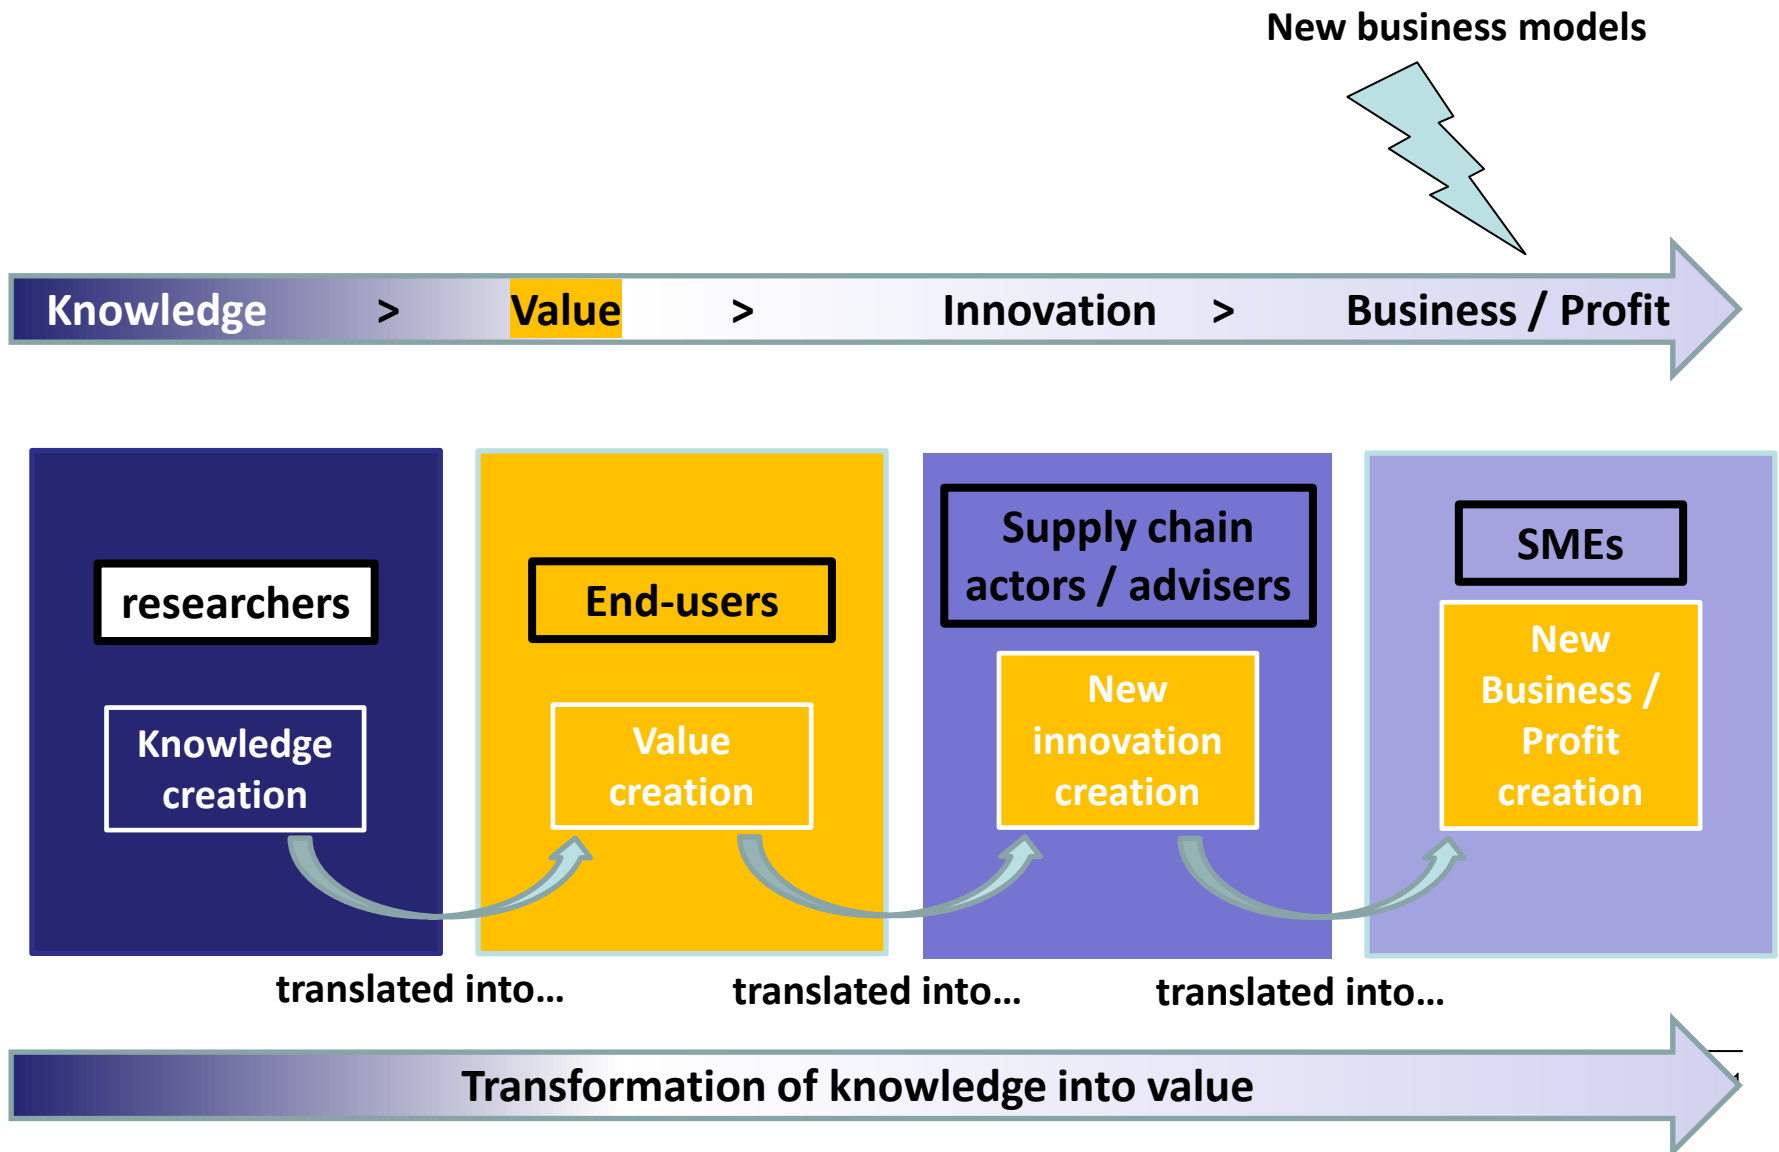 New business models
Knowledge > Value > Innovation > Business / Profit
researchers
Knowledge
creation
End-users
Value
creation
Supply chain
actors / advisers
New
innovation
creation
SMEs
New
Business /
Profit
creation
translated into…
translated into…
translated into…
Transformation of knowledge into value